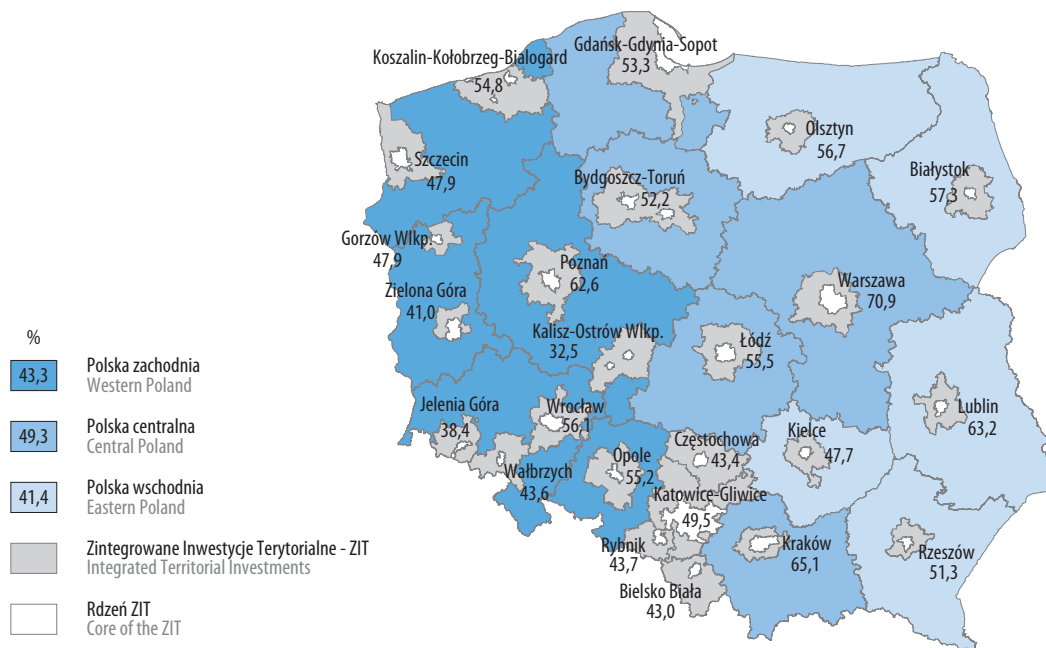 Gdańsk-Gdynia-Sopot
53,3
Koszalin-Kołobrzeg-Bialogard
54,8
Olsztyn
56,7
Szczecin
47,9
Białystok
57,3
Bydgoszcz-Toruń
52,2
Gorzów Wlkp.
47,9
Poznań
62,6
Zielona Góra
41,0
Warszawa
70,9
Kalisz-Ostrów Wlkp.
32,5
Łódź
55,5
Jelenia Góra
38,4
Wrocław
56,1
Lublin
63,2
Częstochowa
43,4
Kielce
47,7
Wałbrzych
43,6
Opole
55,2
Katowice-Gliwice
49,5
Rybnik
43,7
Kraków
65,1
Rzeszów
51,3
Bielsko Biała
43,0
%
43,3 Polska zachodnia
Western Poland
49,3 Polska centralna
Central Poland
41,4 Polska wschodnia
Eastern Poland
Zintegrowane Inwestycje Terytorialne - ZIT
Integrated Territorial Investments
Rdzeń ZIT
Core of the ZIT